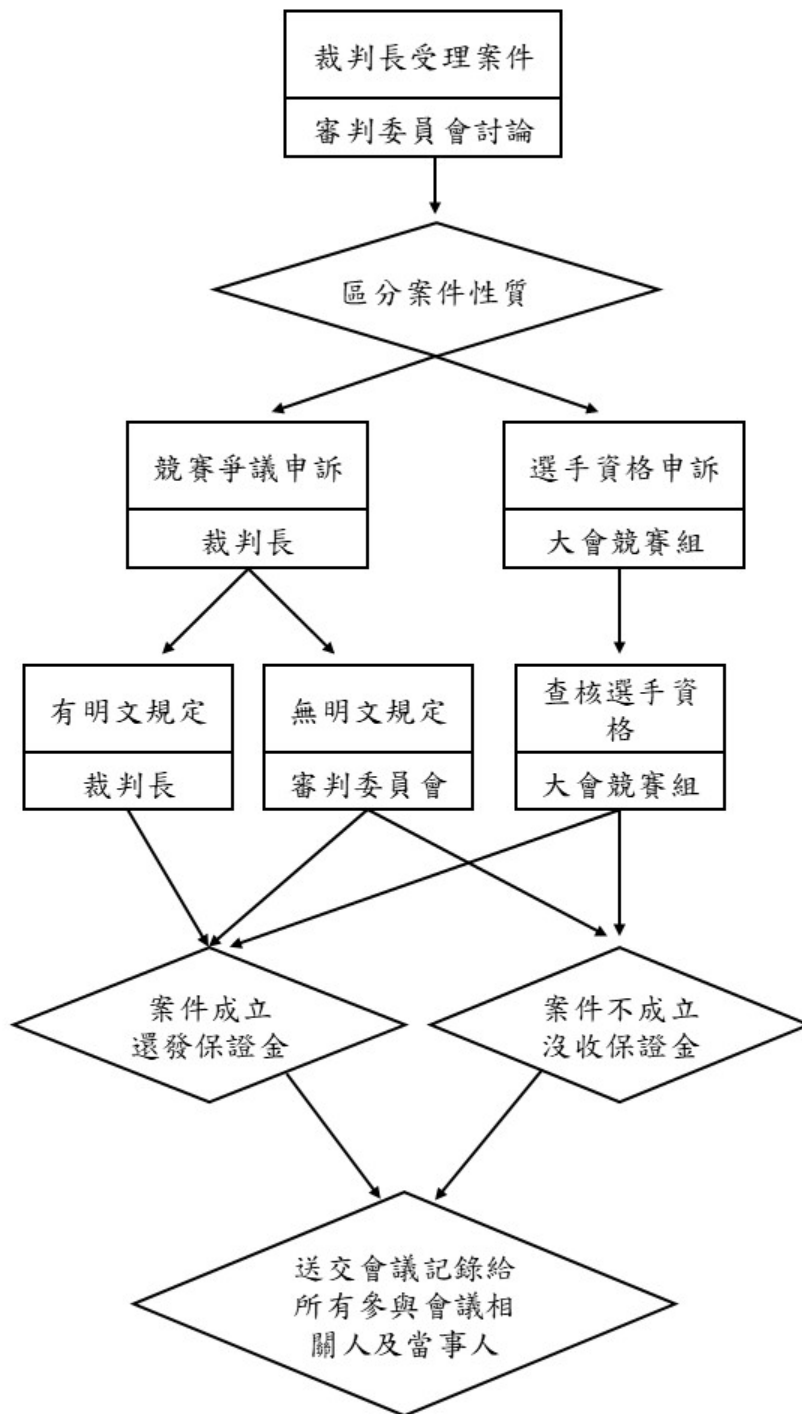 裁判長受理案件
審判委員會討論
區分案件性質
競賽爭議申訴
裁判長
選手資格申訴
大會競賽組
有明文規定
裁判長
無明文規定
審判委員會
查核選手資
格
大會競賽組
案件成立
還發保證金
案件不成立
沒收保證金
送交會議記錄給
所有參與會議相
關人及當事人